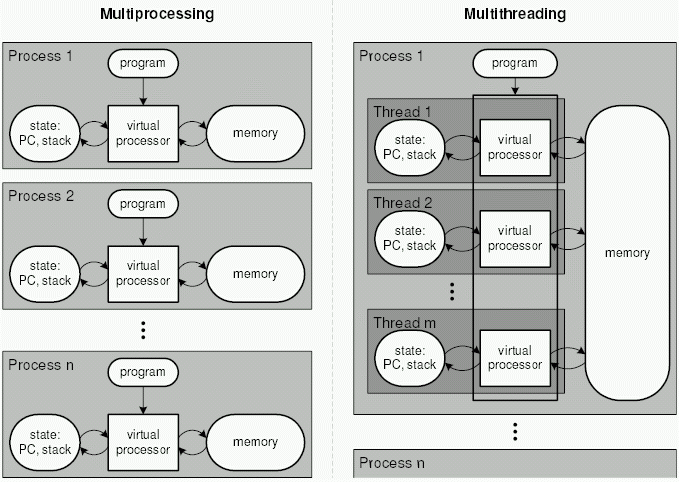 Multiprocessing
Process 1
program
state:
PC, stack
virtual
processor
memory
Process 2
program
state:
PC, stack
virtual
processor
memory
Process n
program
state:
PC, stack
virtual
processor
memory
Multithreading
Process 1
program
Thread 1
state:
PC, stack
virtual
processor
Thread 2
state:
PC, stack
virtual
processor
memory
Thread m
state:
PC, stack
virtual
processor
Process n